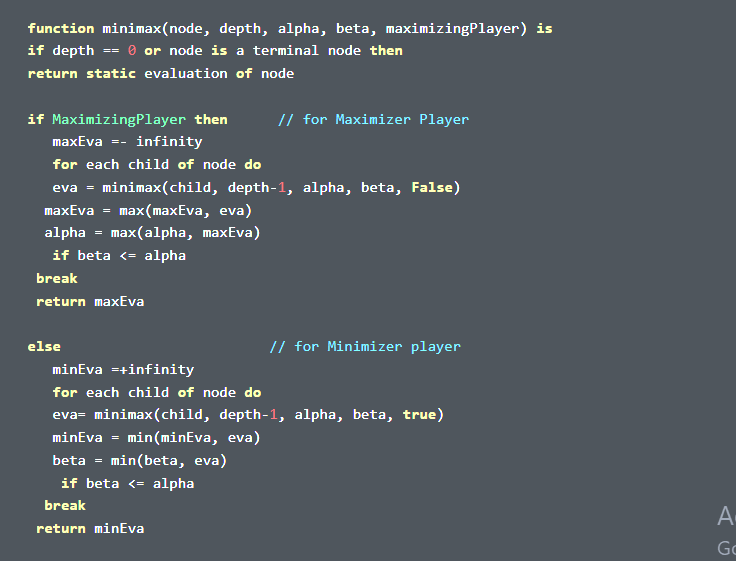 function minimax(node, depth, alpha, beta, maximizingPlayer) is
if depth == 0 or node is a terminal node then
return static evaluation of node
if MaximizingPlayer then // for Maximizer Player
maxEva =- infinity
for each child of node do
eva = minimax(child, depth-1, alpha, beta, False)
maxEva = max(maxEva, eva)
alpha = max(alpha, maxEva)
if beta <= alpha
break
return maxEva
else // for Minimizer player
minEva =+infinity
for each child of node do
eva= minimax(child, depth-1, alpha, beta, true)
minEva = min(minEva, eva)
beta = min(beta, eva)
if beta <= alpha
break
return minEva